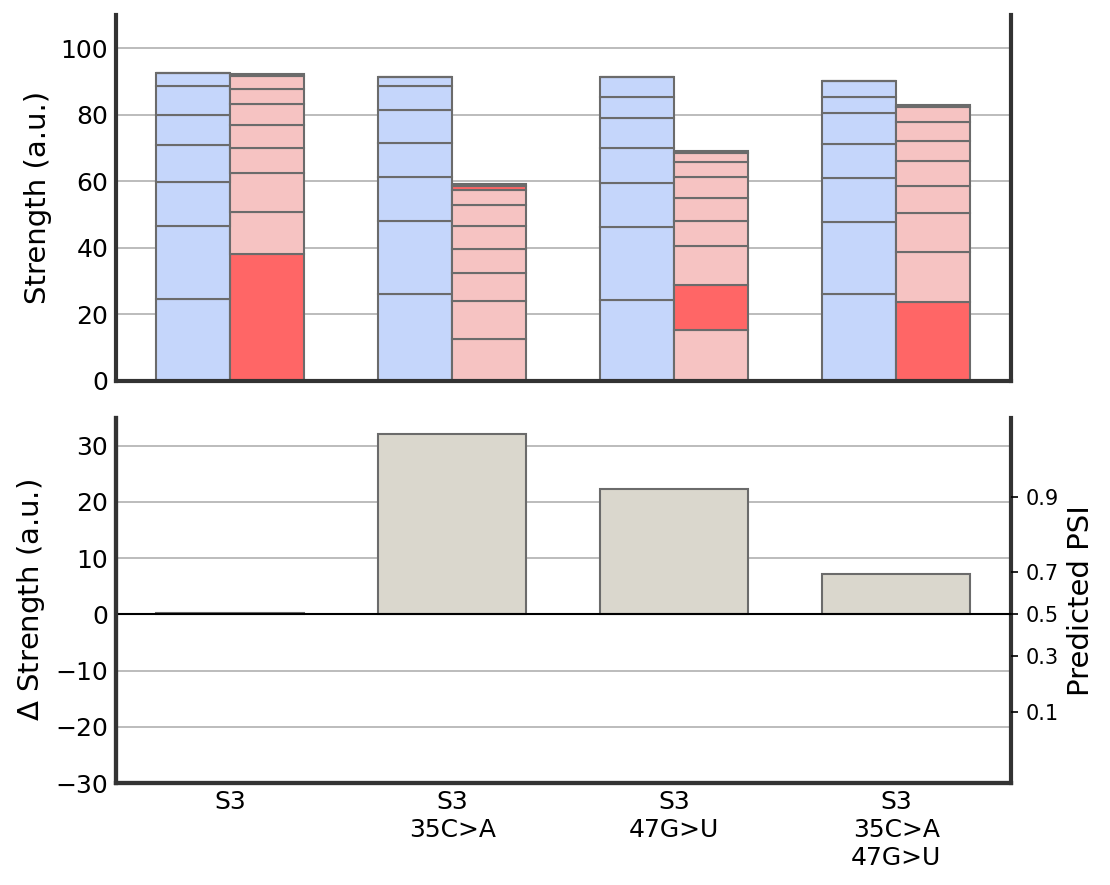 Strength (a.u.)
100
80
60
40
20
0
Δ Strength (a.u.)
30
20
10
0
−10
−20
−30
0.9
0.7
0.5
0.3
0.1
Predicted PSI
S3
S3
35C>A
S3
47G>U
S3
35C>A
47G>U